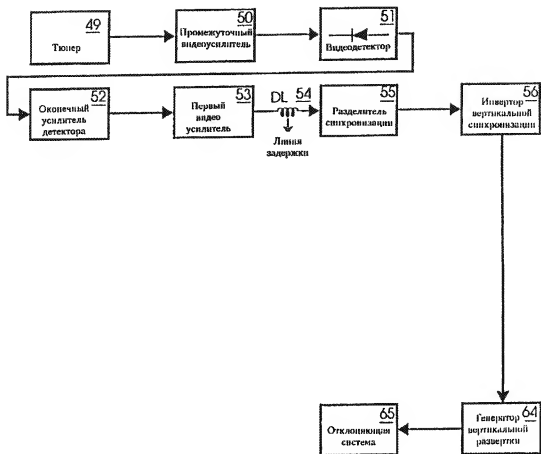 49
Тюнер
50
Промежуточный
видеоусилитель
51
Видеодетектор
52
Оконечный
усилитель
детектора
53
Первый
видео
усилитель
DL 54
Линия
задержки
55
Разделитель
синхронизации
56
Инвертор
вертикальной
синхронизации
64
Генератор
вертикальной
развертки
65
Отклоняющая
система